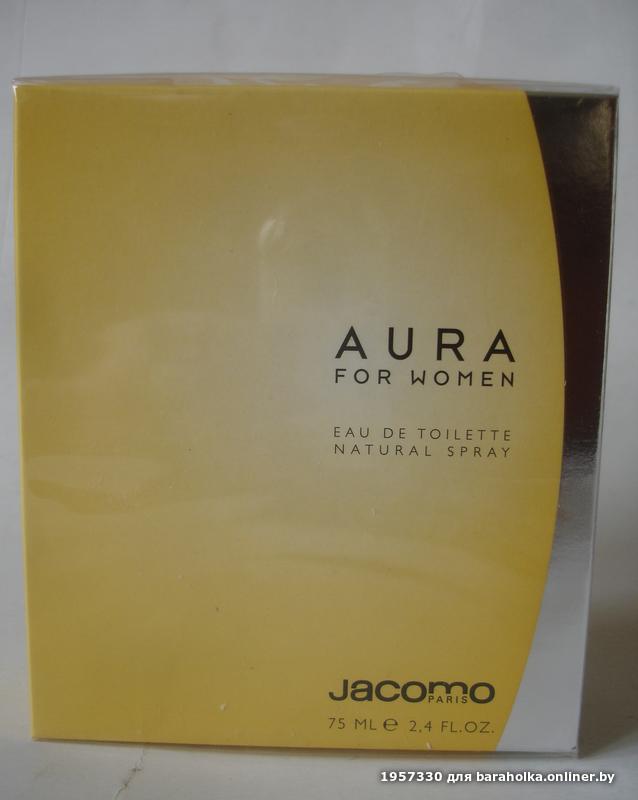 AURA
FOR WOMEN
EAU DE TOILETTE
NATURAL SPRAY
Jacomo
PARIS
75 ML ℮ 2,4 FL.OZ.
1957330 для baraholka.onliner.by